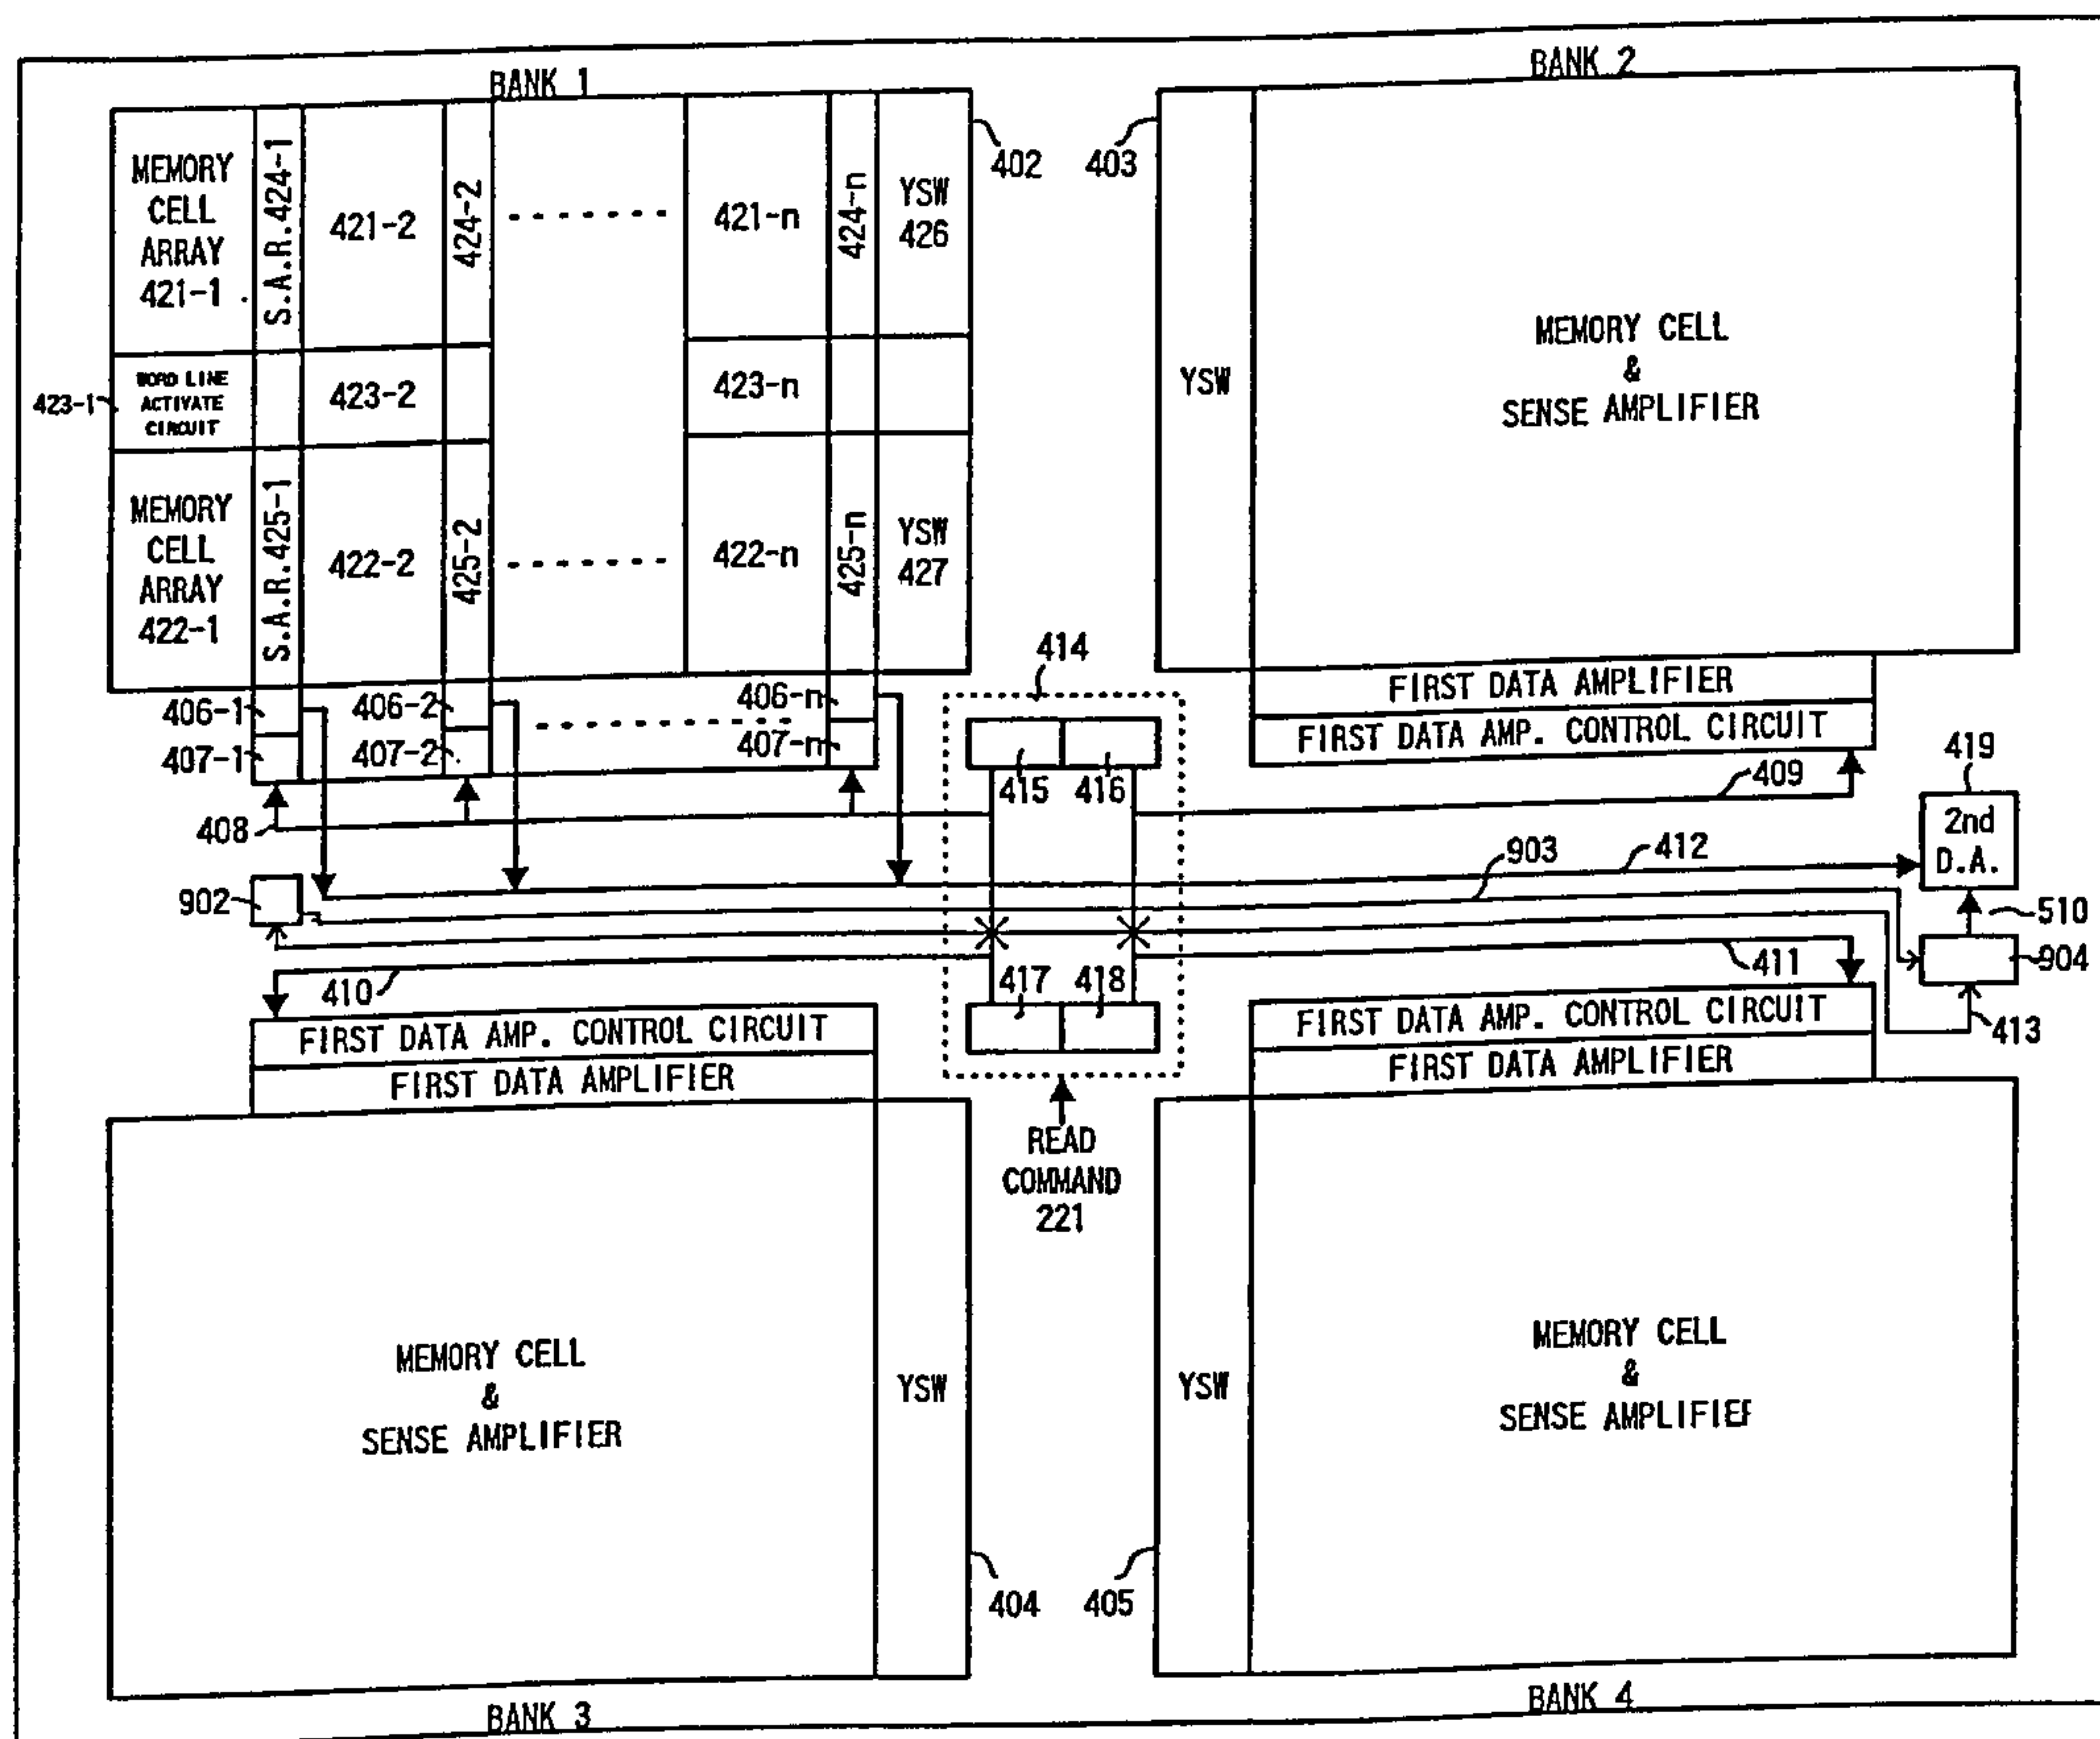 BANK 1
BANK 2
MEMORY
CELL
ARRAY
421-1
S.A.R.424-1
421-2
424-2
421-n
424-n
YSW
426
402
403
423-1
WORD LINE
ACTIVATE
CIRCUIT
423-2
423-n
YSW
MEMORY CELL
&
SENSE AMPLIFIER
MEMORY
CELL
ARRAY
422-1
S.A.R.425-1
422-2
425-2
422-n
425-n
YSW
427
414
406-1
406-2
406-n
407-1
407-2
407-n
FIRST DATA AMPLIFIER
FIRST DATA AMP. CONTROL CIRCUIT
415
416
409
419
408
2nd
D.A.
903
412
902
510
410
417
418
411
904
413
FIRST DATA AMP. CONTROL CIRCUIT
FIRST DATA AMPLIFIER
FIRST DATA AMP. CONTROL CIRCUIT
FIRST DATA AMPLIFIER
READ
COMMAND
221
MEMORY CELL
&
SENSE AMPLIFIER
YSW
YSW
MEMORY CELL
&
SENSE AMPLIFIER
404
405
BANK 3
BANK 4